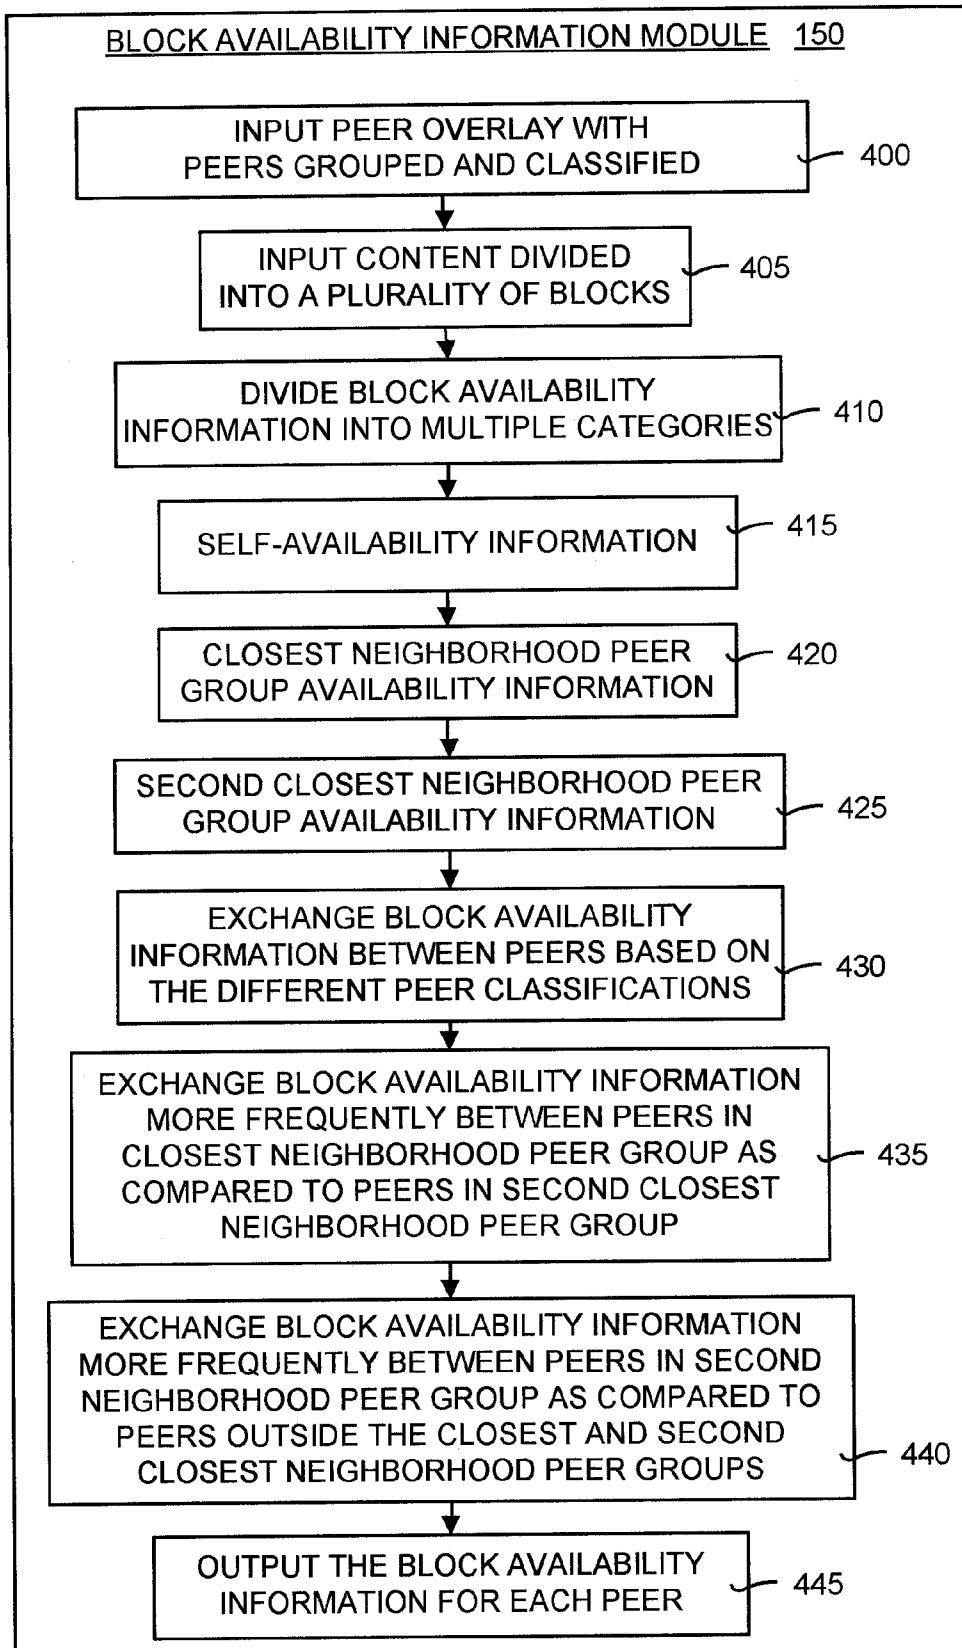 BLOCK AVAILABILITY INFORMATION MODULE 150
INPUT PEER OVERLAY WITH
PEERS GROUPED AND CLASSIFIED
400
INPUT CONTENT DIVIDED
INTO A PLURALITY OF BLOCKS
405
DIVIDE BLOCK AVAILABILITY
INFORMATION INTO MULTIPLE CATEGORIES
410
SELF-AVAILABILITY INFORMATION
415
CLOSEST NEIGHBORHOOD PEER
GROUP AVAILABILITY INFORMATION
420
SECOND CLOSEST NEIGHBORHOOD PEER
GROUP AVAILABILITY INFORMATION
425
EXCHANGE BLOCK AVAILABILITY
INFORMATION BETWEEN PEERS BASED ON
THE DIFFERENT PEER CLASSIFICATIONS
430
EXCHANGE BLOCK AVAILABILITY INFORMATION
MORE FREQUENTLY BETWEEN PEERS IN
CLOSEST NEIGHBORHOOD PEER GROUP AS
COMPARED TO PEERS IN SECOND CLOSEST
NEIGHBORHOOD PEER GROUP
435
EXCHANGE BLOCK AVAILABILITY INFORMATION
MORE FREQUENTLY BETWEEN PEERS IN SECOND
NEIGHBORHOOD PEER GROUP AS COMPARED TO
PEERS OUTSIDE THE CLOSEST AND SECOND
CLOSEST NEIGHBORHOOD PEER GROUPS
440
OUTPUT THE BLOCK AVAILABILITY
INFORMATION FOR EACH PEER
445